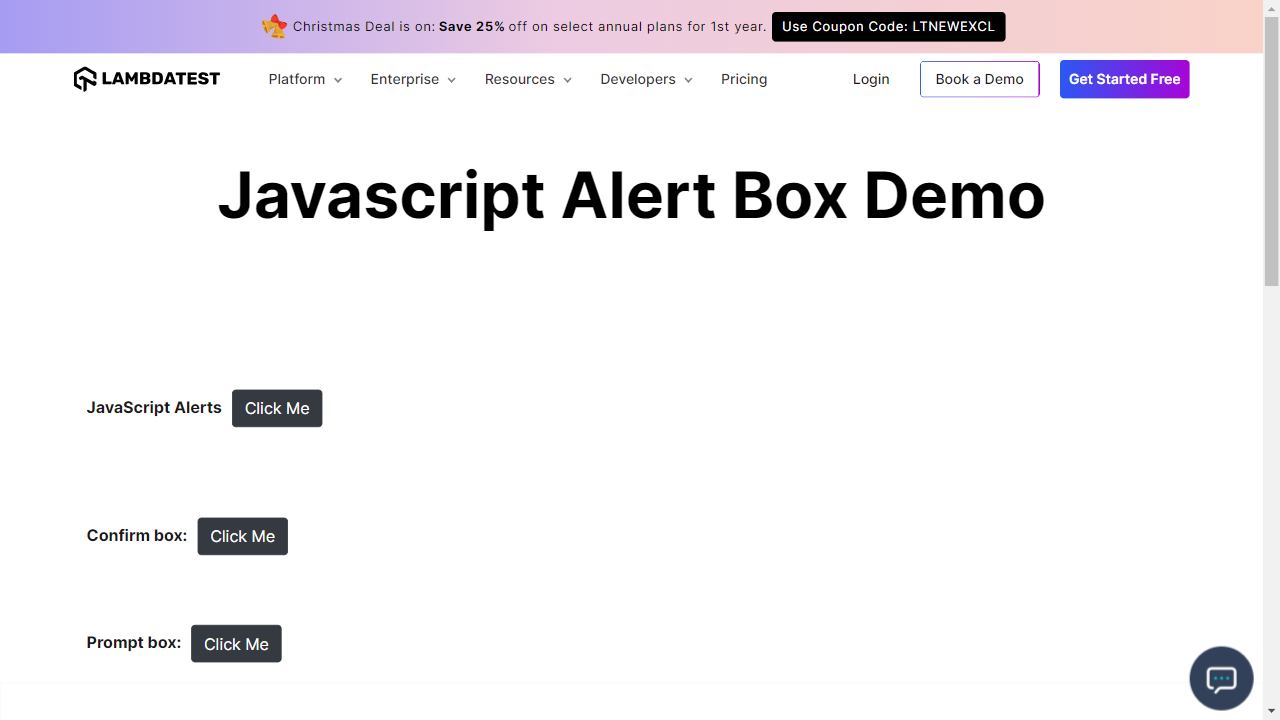 Christmas Deal is on: Save 25% off on select annual plans for 1st year. Use Coupon Code: LTNEWEXCL
LAMBDATEST Platform Enterprise Resources Developers Pricing Login Book a Demo Get Started Free
Javascript Alert Box Demo
JavaScript Alerts Click Me
Confirm box: Click Me
Prompt box: Click Me